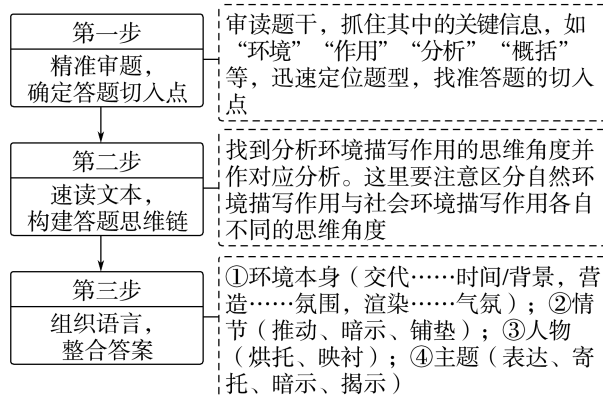 第一步
精准审题，
确定答题切入点
审读题干，抓住其中的关键信息，如
“环境”“作用”“分析”“概括”
等，迅速定位题型，找准答题的切入
点
第二步
速读文本，
构建答题思维链
找到分析环境描写作用的思维角度并
作对应分析。这里要注意区分自然环
境描写作用与社会环境描写作用各自
不同的思维角度
第三步
组织语言，
整合答案
①环境本身（交代……时间/背景，营
造……氛围，渲染……气氛）；②情
节（推动、暗示、铺垫）；③人物
（烘托、映衬）；④主题（表达、寄
托、暗示、揭示）